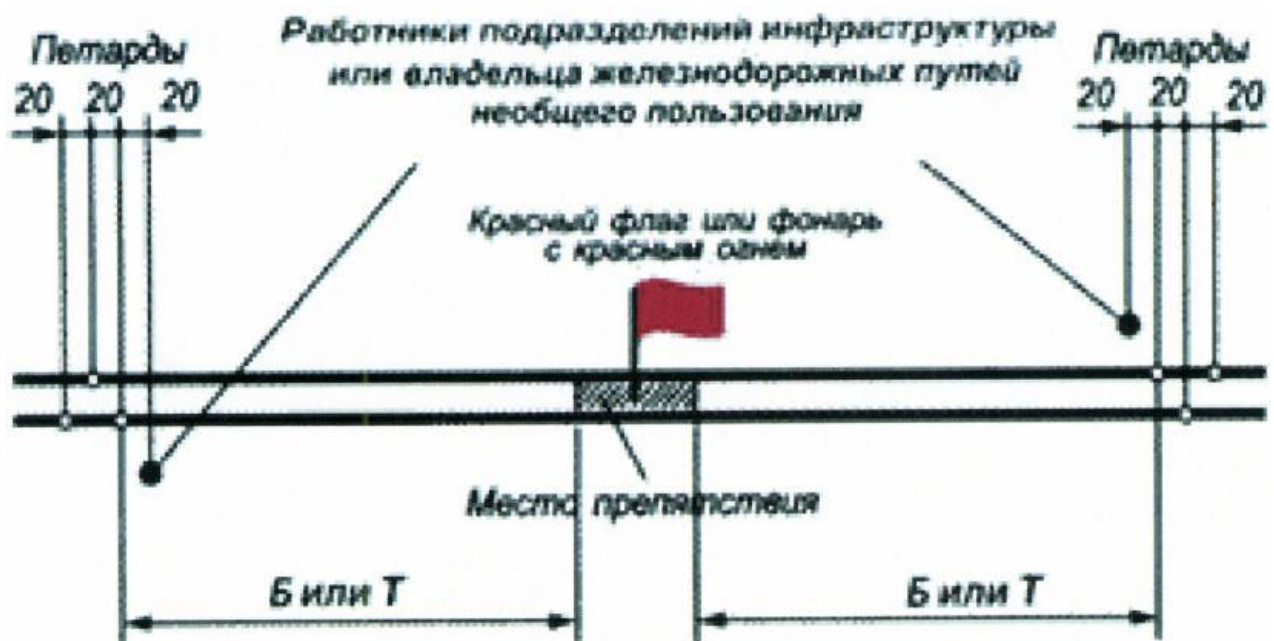 Петарды
20 20 20
Работники подразделений инфраструктуры
или владельца железнодорожных путей
необщего пользования
Петарды
20 20 20
Красный флаг или фонарь
с красным огнем
Место препятствия
Б или Т
Б или Т